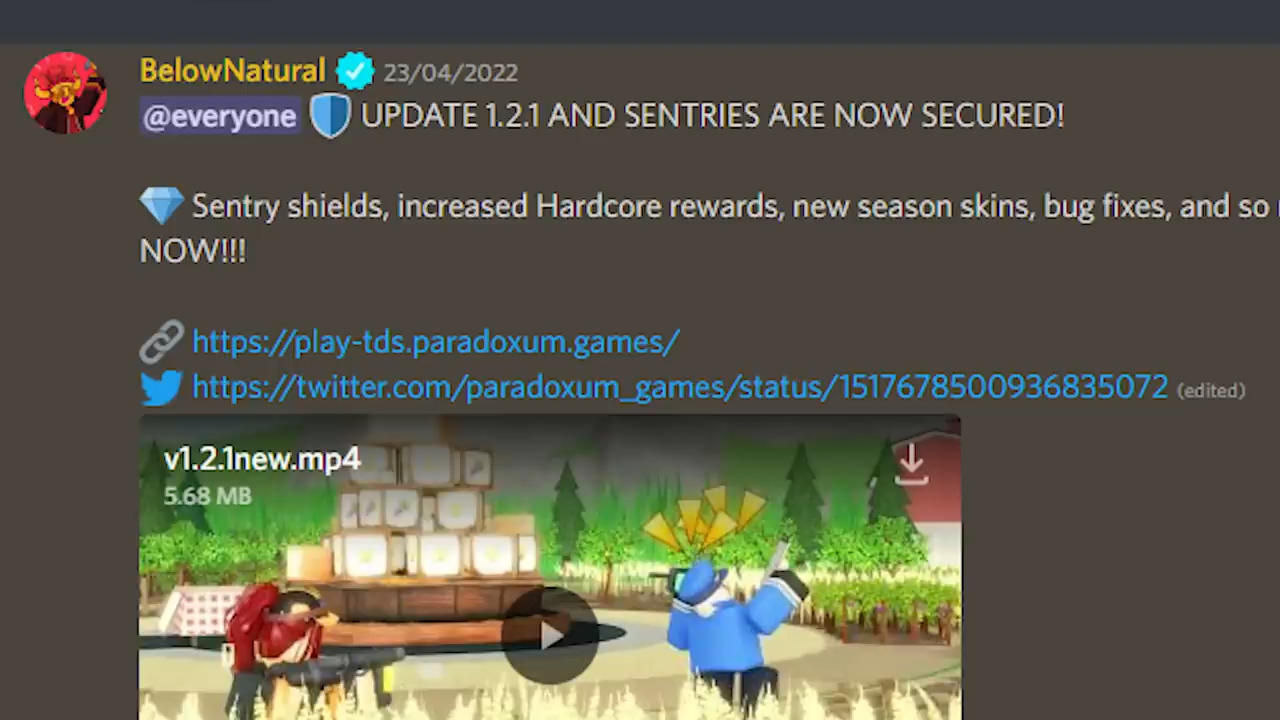 BelowNatural 23/04/2022
@everyone UPDATE 1.2.1 AND SENTRIES ARE NOW SECURED!
Sentry shields, increased Hardcore rewards, new season skins, bug fixes, and so
NOW!!!
https://play-tds.paradoxum.games/
https://twitter.com/paradoxum_games/status/1517678500936835072 (edited)
v1.2.1new.mp4
5.68 MB